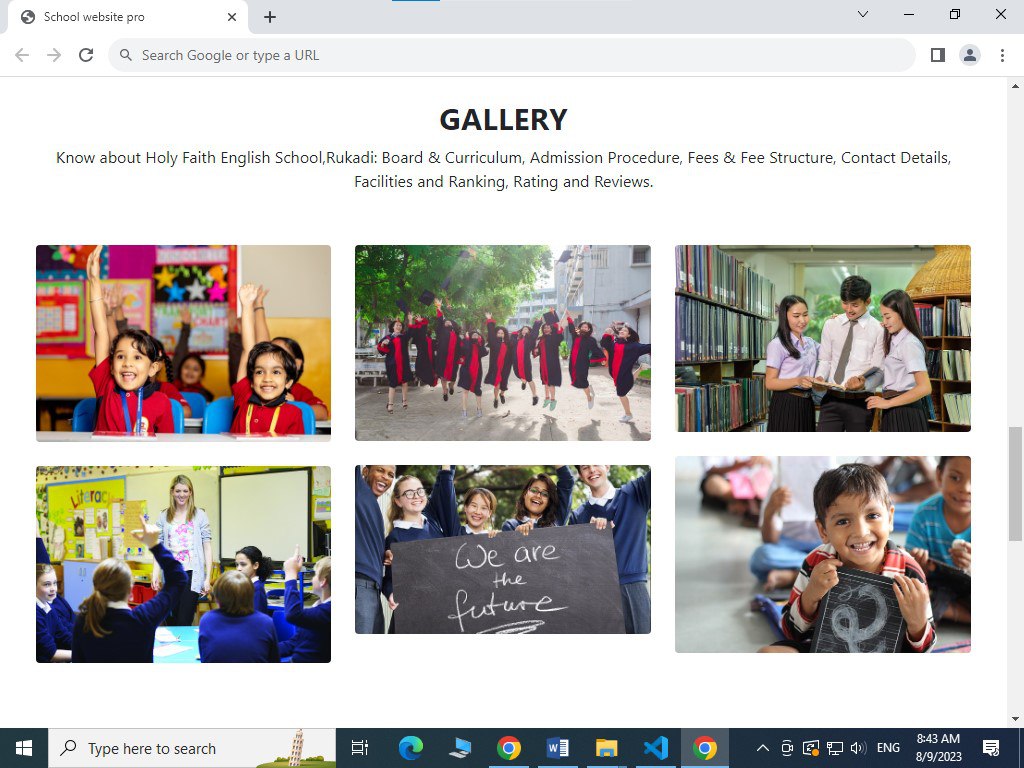 School website pro
Search Google or type a URL
GALLERY
Know about Holy Faith English School,Rukadi: Board & Curriculum, Admission Procedure, Fees & Fee Structure, Contact Details,
Facilities and Ranking, Rating and Reviews.
Literacy
We are
the
future
Type here to search
ENG
8:43 AM
8/9/2023